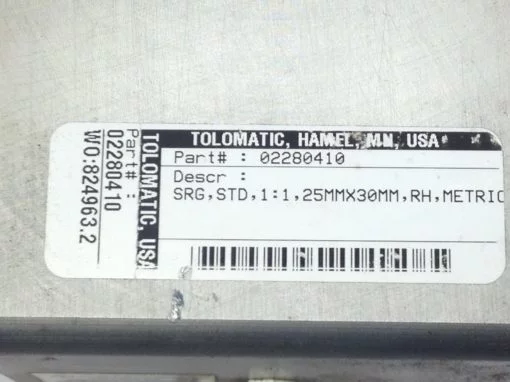 TOLOMATIC, HAMEL, MN, USA
Part# : 02280410
Descr :
SRG,STD,1:1,25MMX30MM,RH,METRIC
TOLOMATIC, USA
Part# :
02280410
WO:824963.2